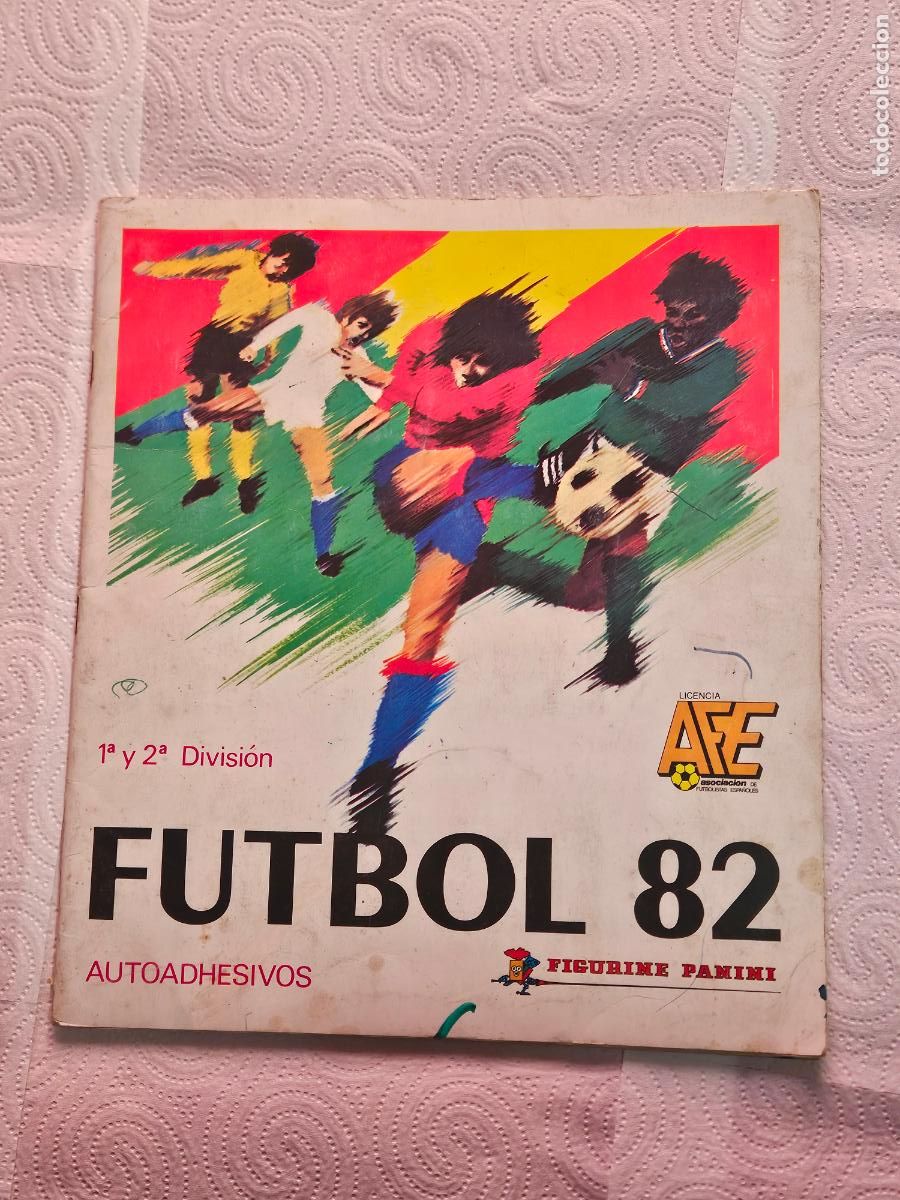 todocoleccion
LICENCIA
AFE
asociacion DE
FUTBOLISTAS ESPAÑOLES
1ª y 2ª División
FUTBOL 82
AUTOADHESIVOS
FIGURINE PANINI